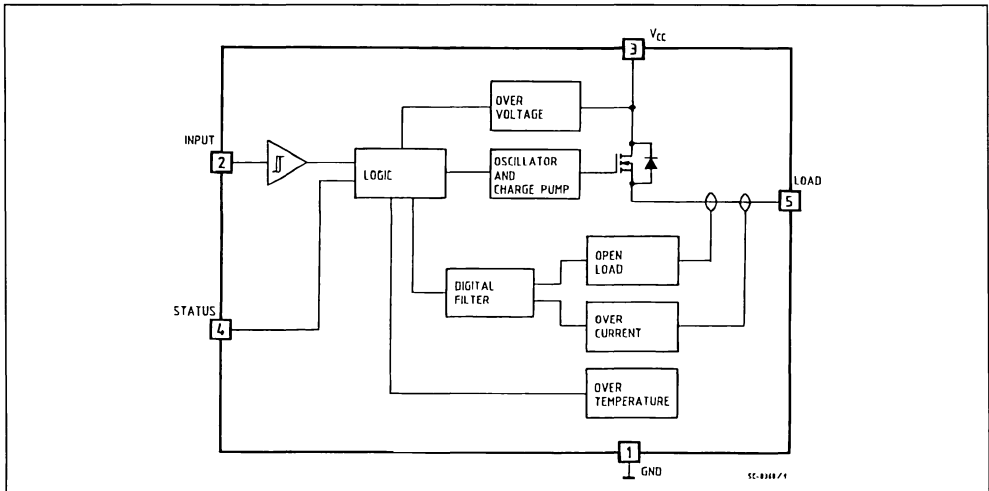 VCC
3
OVER
VOLTAGE
INPUT
2
LOGIC
OSCILLATOR
AND
CHARGE PUMP
LOAD
5
OPEN
LOAD
DIGITAL
FILTER
STATUS
4
OVER
CURRENT
OVER
TEMPERATURE
1
GND